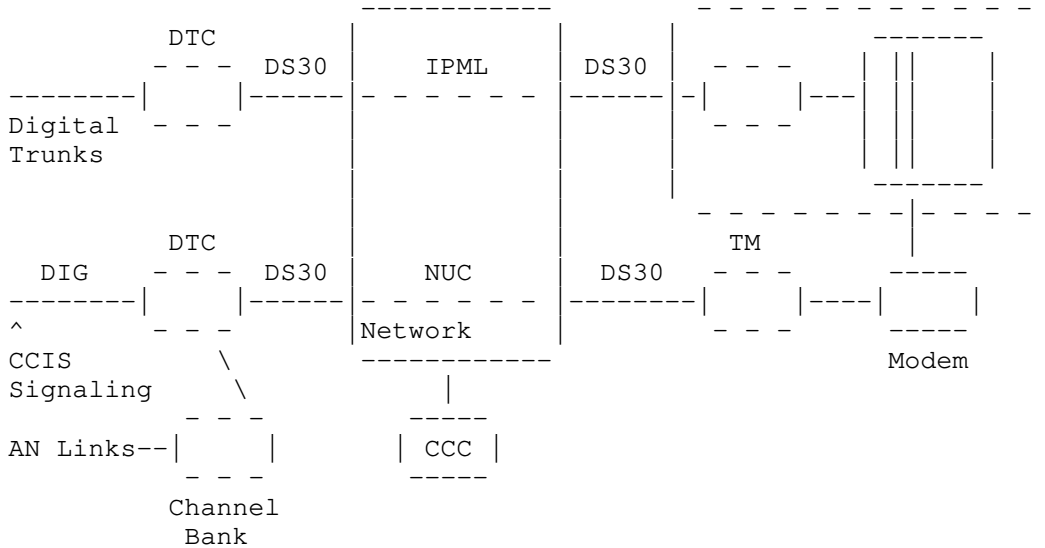 DTC
DS30 IPML DS30
Digital
Trunks
DTC TM
DIG DS30 NUC DS30
^ Network
CCIS Modem
Signaling
AN Links CCC
Channel
Bank